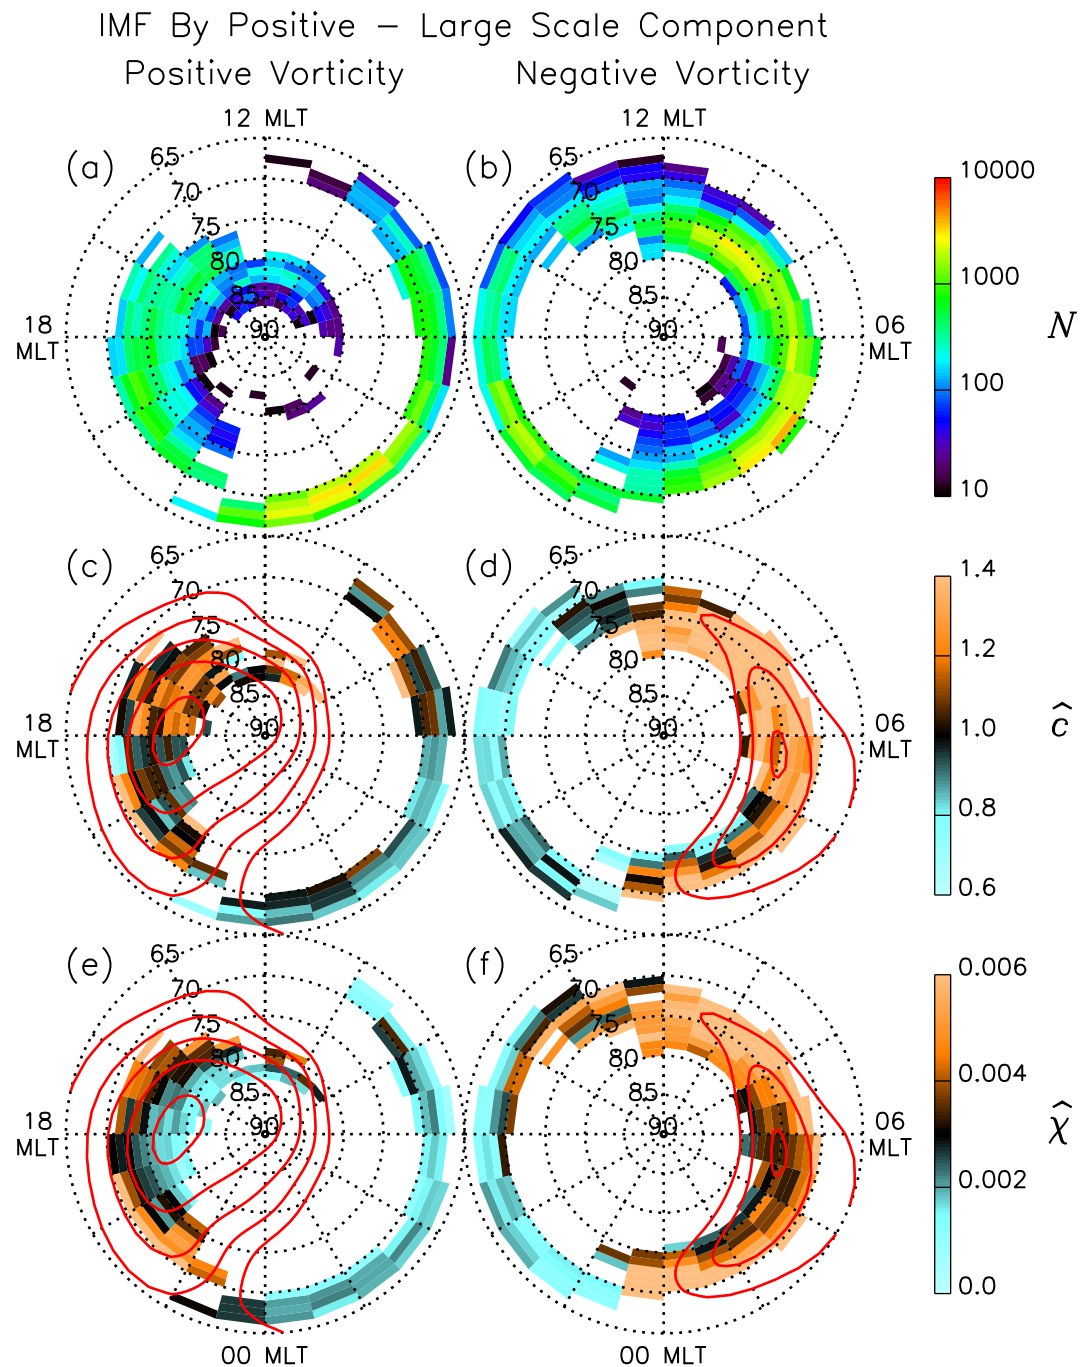 IMF By Positive – Large Scale Component
Positive Vorticity
Negative Vorticity
12 MLT
12 MLT
(a)
65
70
75
80
85
90
18
MLT
(b)
65
70
75
80
85
90
06
MLT
10000
1000
100
10
N
(c)
65
70
75
80
85
90
18
MLT
(d)
65
70
75
80
85
90
06
MLT
1.4
1.2
1.0
0.8
0.6
ĉ
(e)
65
70
75
80
85
90
18
MLT
00 MLT
(f)
65
70
75
80
85
90
06
MLT
00 MLT
0.006
0.004
0.002
0.0
χ̂